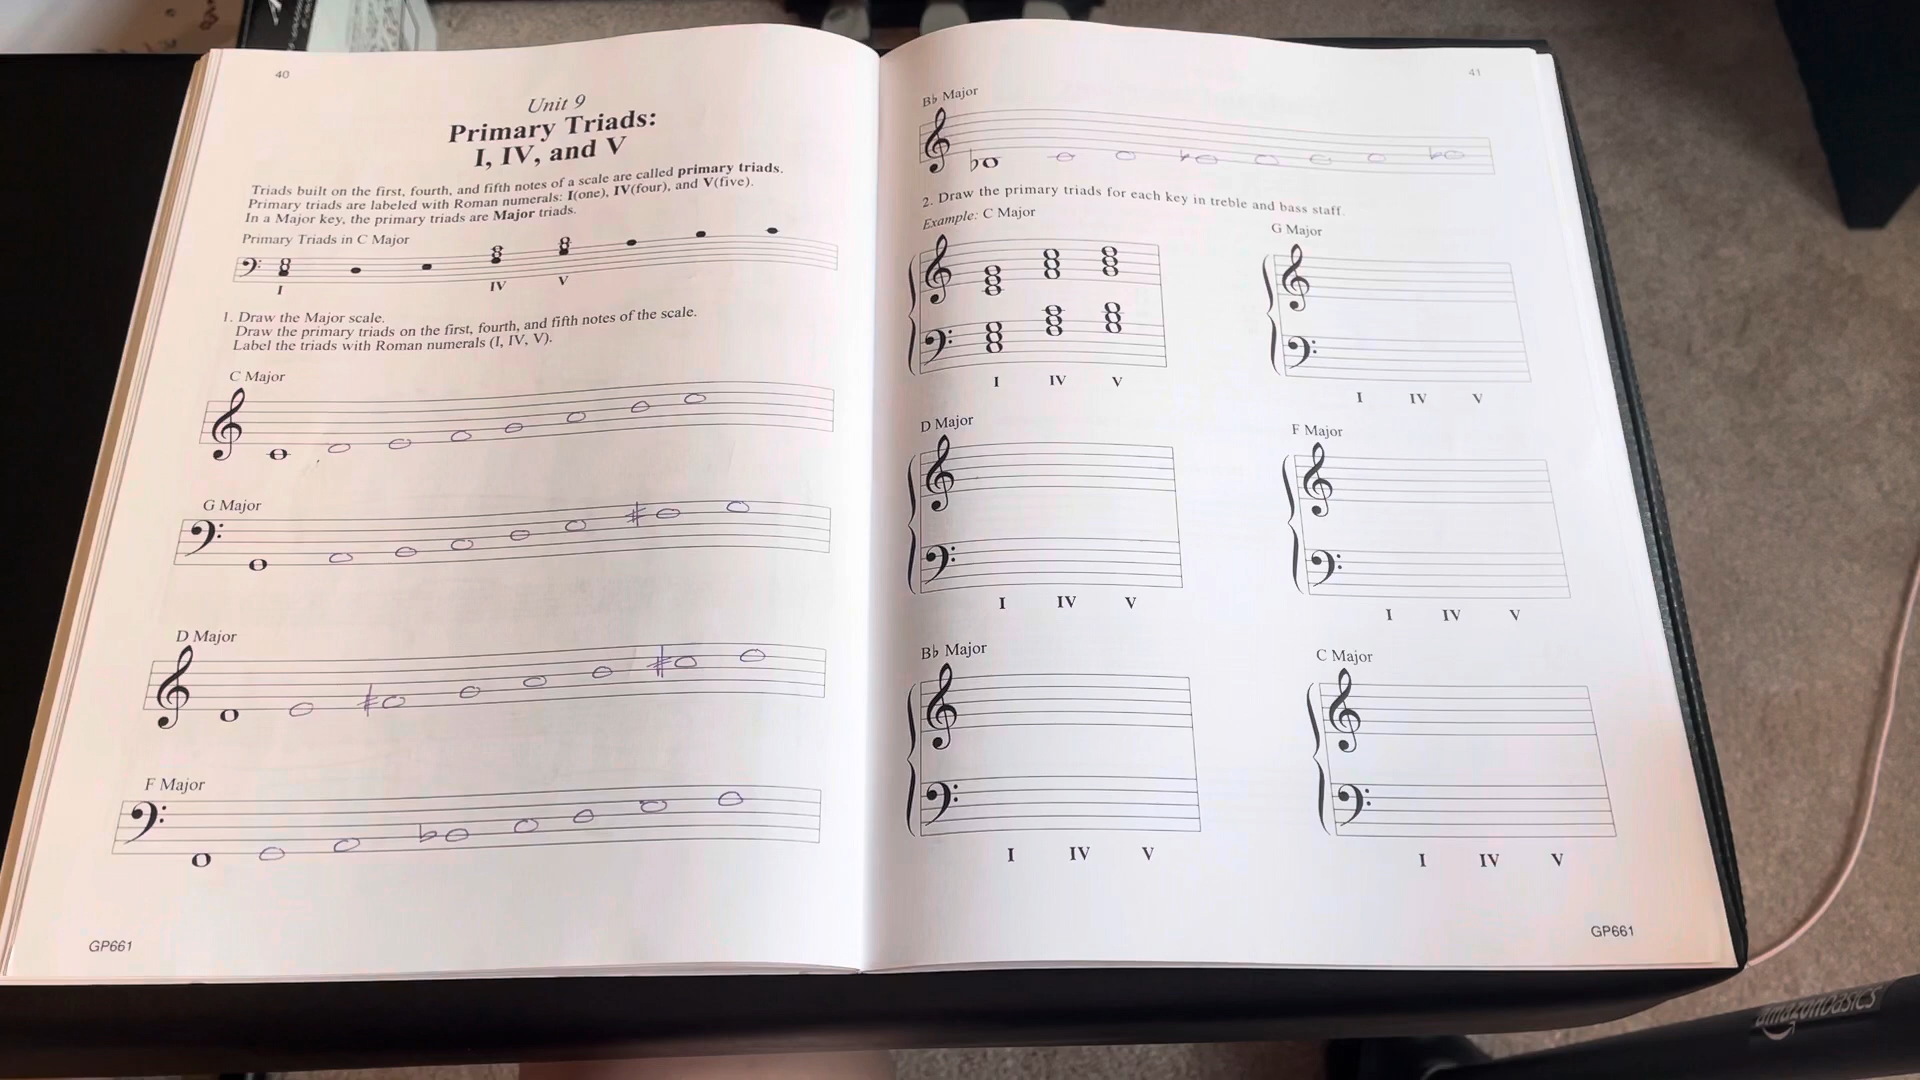 40
Unit 9
Primary Triads:
I, IV, and V
Triads built on the first, fourth, and fifth notes of a scale are called primary triads.
Primary triads are labeled with Roman numerals: I(one), IV(four), and V(five).
In a Major key, the primary triads are Major triads.
Primary Triads in C Major
I IV V
1. Draw the Major scale.
Draw the primary triads on the first, fourth, and fifth notes of the scale.
Label the triads with Roman numerals (I, IV, V).
C Major
G Major
D Major
F Major
GP661
41
B♭ Major
2. Draw the primary triads for each key in treble and bass staff.
Example: C Major
I IV V
G Major
I IV V
D Major
I IV V
F Major
I IV V
B♭ Major
I IV V
C Major
I IV V
GP661
amazonbasics